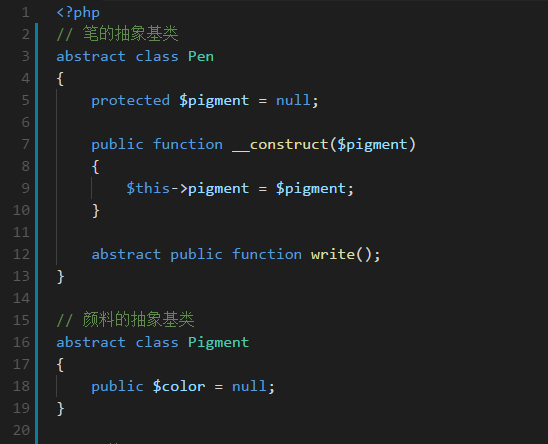 1 <?php
2 // 笔的抽象基类
3 abstract class Pen
4 {
5 protected $pigment = null;
6
7 public function __construct($pigment)
8 {
9 $this->pigment = $pigment;
10 }
11
12 abstract public function write();
13 }
14
15 // 颜料的抽象基类
16 abstract class Pigment
17 {
18 public $color = null;
19 }
20